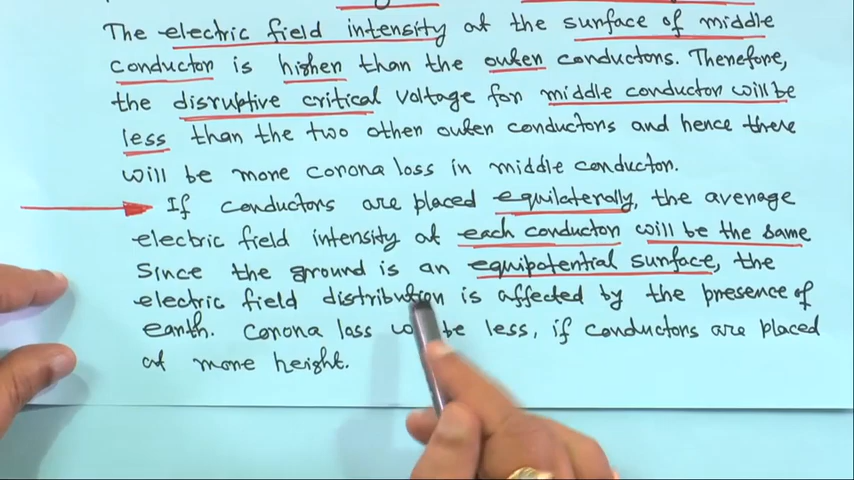 The electric field intensity at the surface of middle
conductor is higher than the outer conductors. Therefore,
the disruptive critical voltage for middle conductor will be
less than the two other outer conductors and hence there
will be more corona loss in middle conductor.
If conductors are placed equilaterally, the average
electric field intensity at each conductor will be the same
Since the ground is an equipotential surface, the
electric field distribution is affected by the presence of
earth. Corona loss be less, if conductors are placed
at more height.